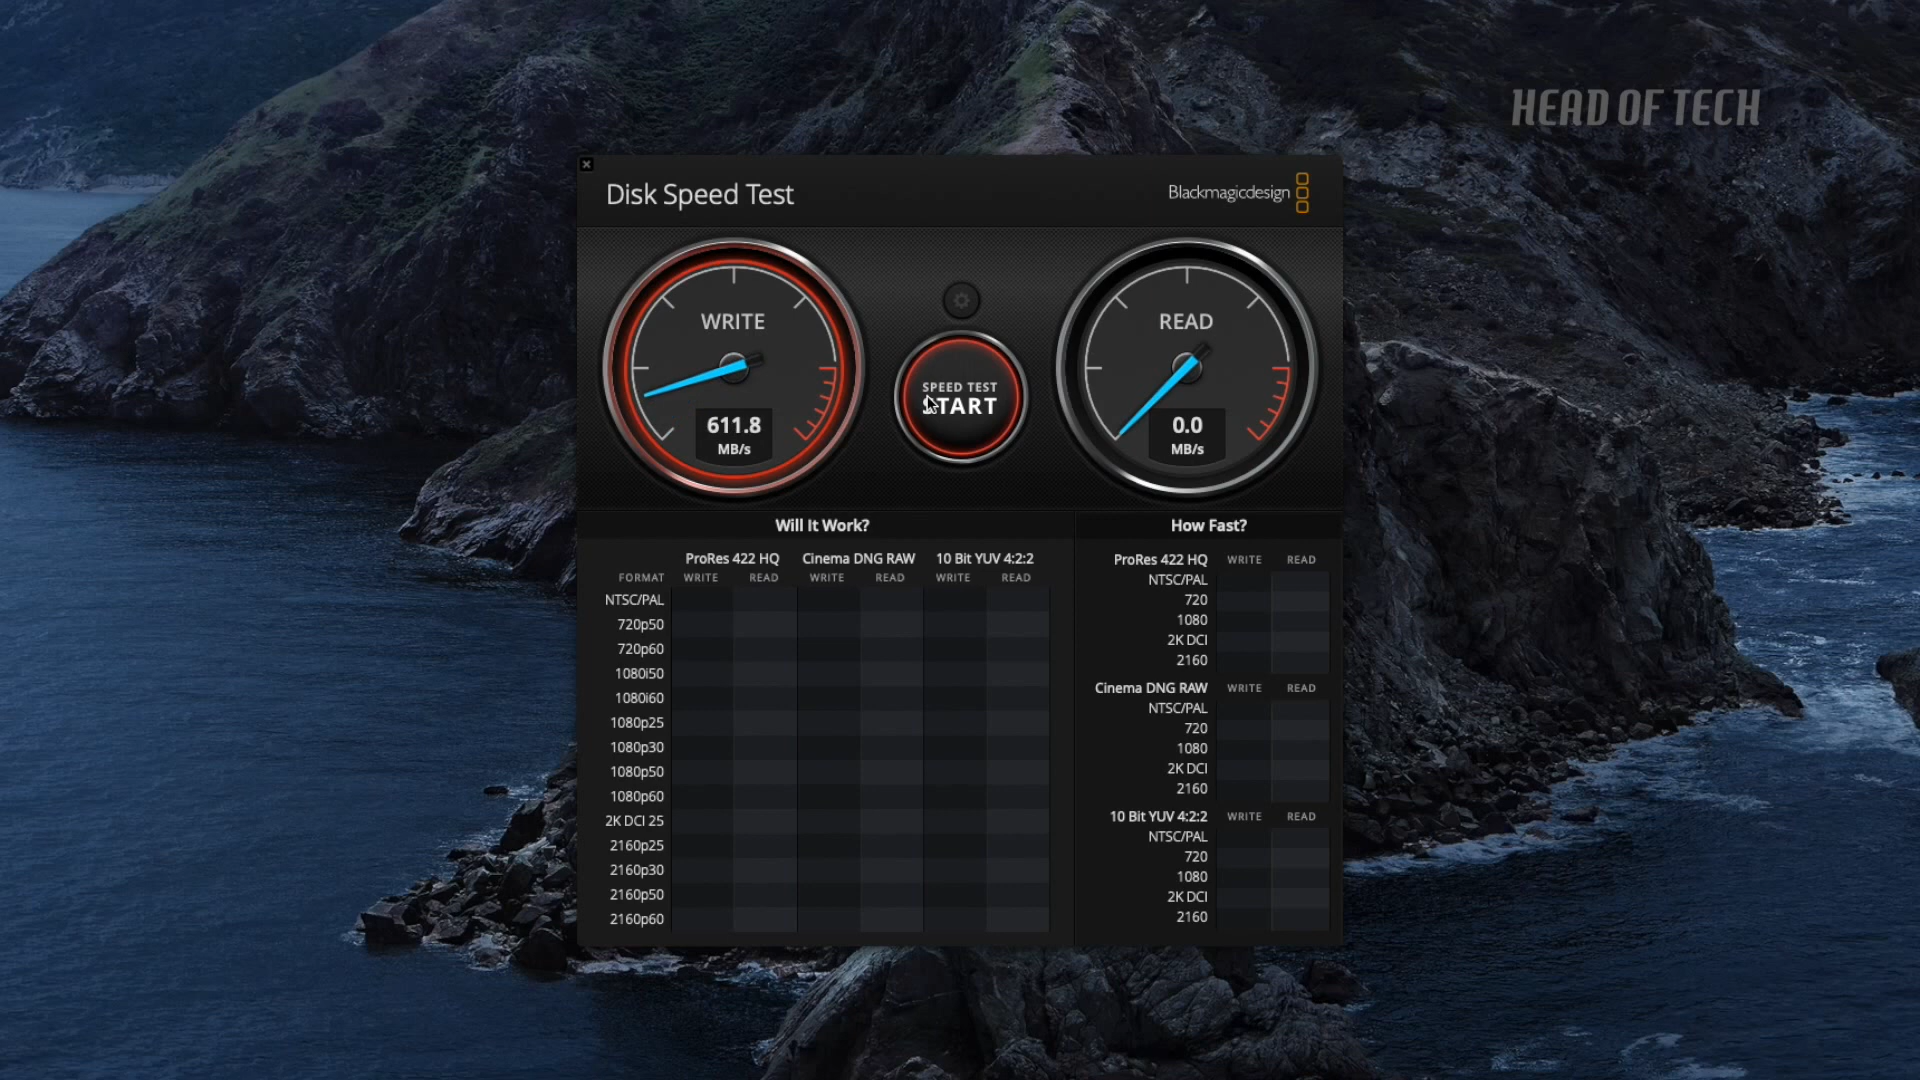 HEAD OF TECH
Disk Speed Test
Blackmagicdesign
WRITE
611.8
MB/s
SPEED TEST
START
READ
0.0
MB/s
Will It Work?
ProRes 422 HQ Cinema DNG RAW 10 Bit YUV 4:2:2
FORMAT WRITE READ WRITE READ WRITE READ
NTSC/PAL
720p50
720p60
1080i50
1080i60
1080p25
1080p30
1080p50
1080p60
2K DCI 25
2160p25
2160p30
2160p50
2160p60
How Fast?
ProRes 422 HQ WRITE READ
NTSC/PAL
720
1080
2K DCI
2160
Cinema DNG RAW WRITE READ
NTSC/PAL
720
1080
2K DCI
2160
10 Bit YUV 4:2:2 WRITE READ
NTSC/PAL
720
1080
2K DCI
2160